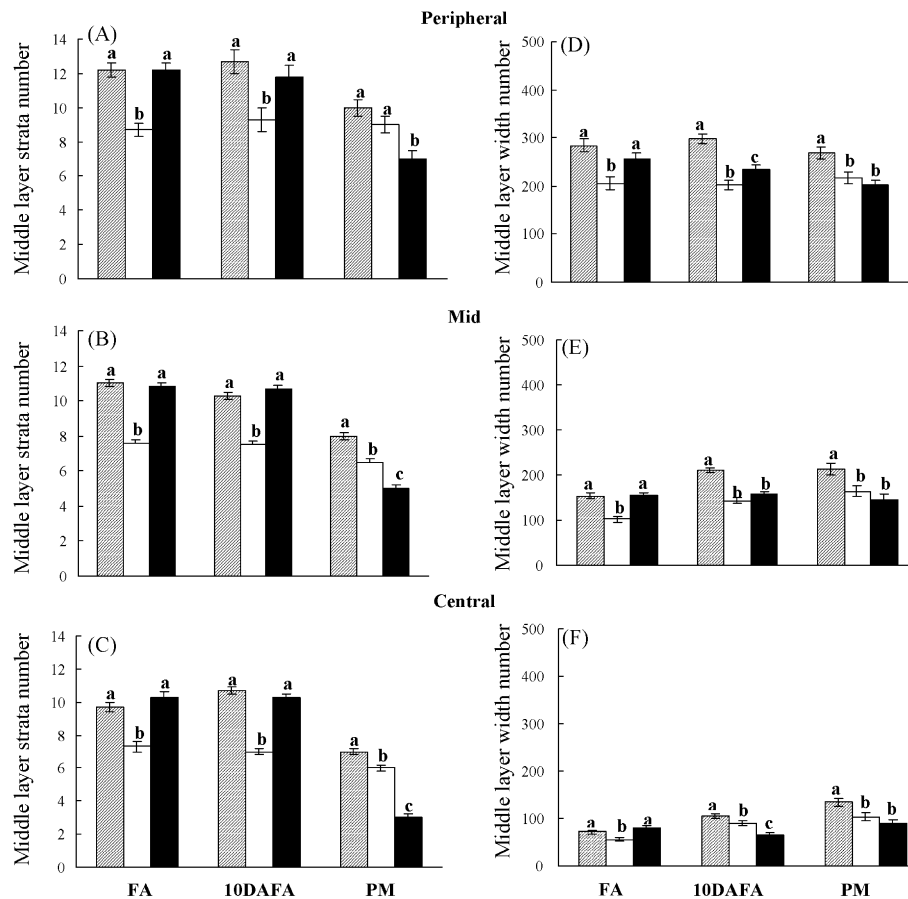 Peripheral
(A)
Middle layer strata number
14
12
10
8
6
4
2
0
a
b
a
a
b
a
a
a
b
(D)
Middle layer width number
500
400
300
200
100
0
a
b
a
a
b
c
a
b
b
Mid
(B)
Middle layer strata number
14
12
10
8
6
4
2
0
a
b
a
a
b
a
a
b
c
(E)
Middle layer width number
500
400
300
200
100
0
a
b
a
a
b
b
a
b
b
Central
(C)
Middle layer strata number
14
12
10
8
6
4
2
0
a
b
a
a
b
a
a
b
c
FA 10DAFA PM
(F)
Middle layer width number
500
400
300
200
100
0
a
b
a
a
b
c
a
b
b
FA 10DAFA PM